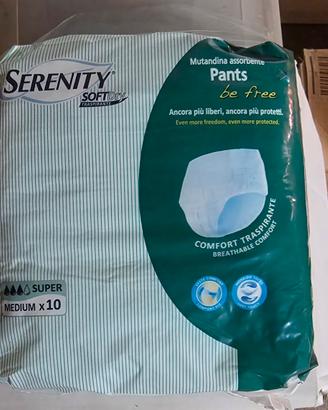 Mutandina assorbente
Pants
be free
SERENITY®
SOFTDRY
TRASPIRANTE
Ancora più liberi, ancora più protetti.
Even more freedom, even more protected.
COMFORT TRASPIRANTE
BREATHABLE COMFORT
SUPER
MEDIUM x10